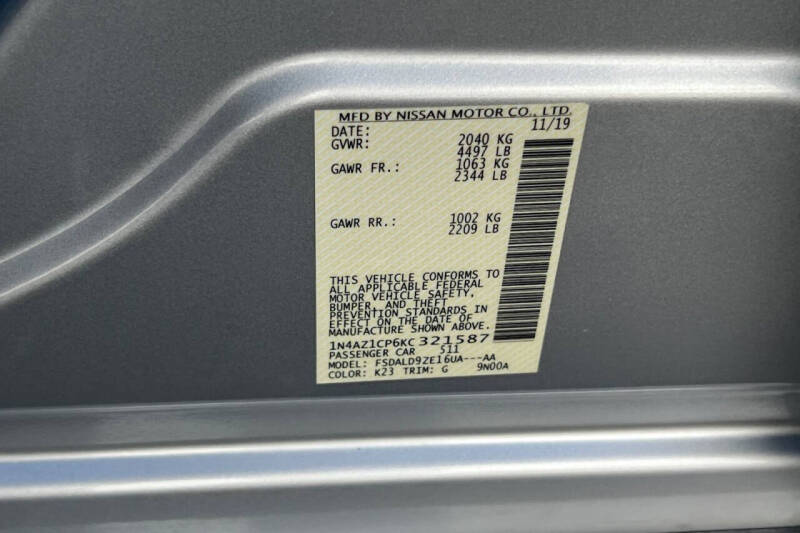 MFD BY NISSAN MOTOR CO., LTD.
DATE: 11/19
GVWR: 2040 KG
4497 LB
GAWR FR.: 1063 KG
2344 LB
GAWR RR.: 1002 KG
2209 LB
THIS VEHICLE CONFORMS TO
ALL APPLICABLE FEDERAL
MOTOR VEHICLE SAFETY,
BUMPER, AND THEFT
PREVENTION STANDARDS IN
EFFECT ON THE DATE OF
MANUFACTURE SHOWN ABOVE.
1N4AZ1CP6KC321587
PASSENGER CAR S11
MODEL: FSDALD9ZE16UA---AA
COLOR: K23 TRIM: G 9N00A